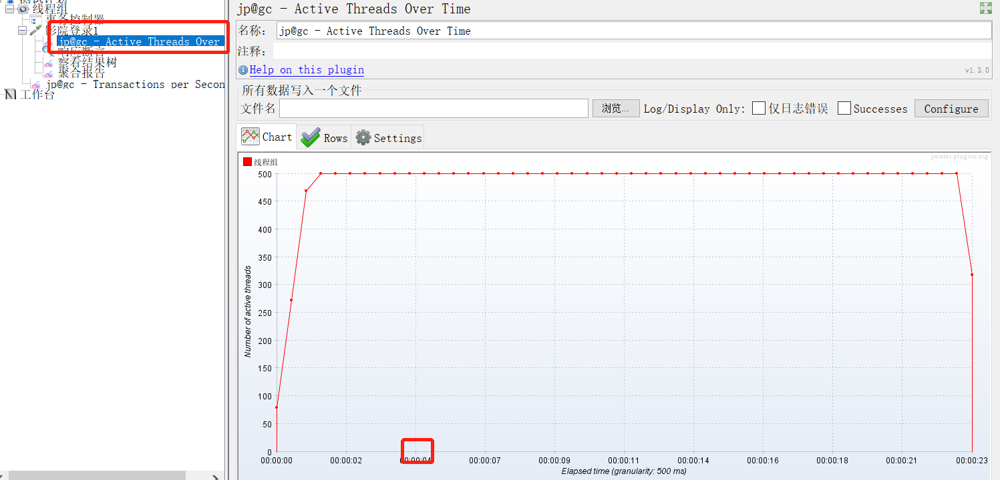 测试计划
线程组
事务控制器
影院登录1
jp@gc - Active Threads Over
响应断言
察看结果树
聚合报告
jp@gc - Transactions per Secon
工作台
jp@gc - Active Threads Over Time
名称： jp@gc - Active Threads Over Time
注释：
Help on this plugin
v1.3.0
所有数据写入一个文件
文件名 浏览... Log/Display Only: 仅日志错误 Successes Configure
Chart Rows Settings
jmeter-plugins.org
线程组
500
450
400
350
300
250
200
150
100
50
0
Number of active threads
00:00:00 00:00:02 00:00:04 00:00:07 00:00:09 00:00:11 00:00:14 00:00:16 00:00:18 00:00:21 00:00:23
Elapsed time (granularity: 500 ms)